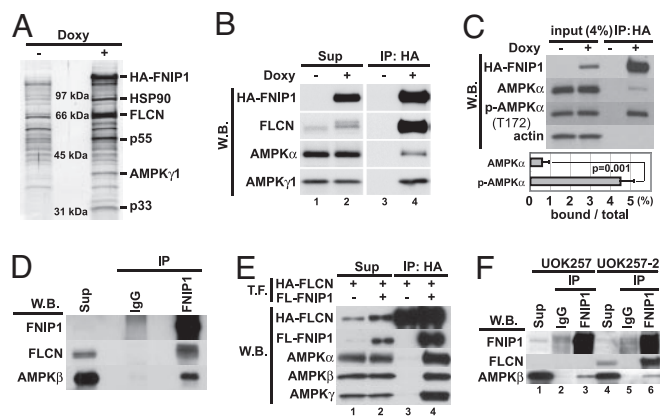 A
Doxy
- +
HA-FNIP1
97 kDa
HSP90
66 kDa
FLCN
p55
45 kDa
AMPKγ1
31 kDa
p33
B
Sup IP: HA
Doxy - + - +
W.B.
HA-FNIP1
FLCN
AMPKα
AMPKγ1
1 2 3 4
C
input (4%) IP: HA
Doxy - + - +
W.B.
HA-FNIP1
AMPKα
p-AMPKα
(T172)
actin
AMPKα
p=0.001
p-AMPKα
0 1 2 3 4 5 (%)
bound / total
D
IP
W.B. Sup IgG FNIP1
FNIP1
FLCN
AMPKβ
E
Sup IP: HA
T.F. HA-FLCN + + + +
FL-FNIP1 - + - +
W.B.
HA-FLCN
FL-FNIP1
AMPKα
AMPKβ
AMPKγ
1 2 3 4
F
UOK257 UOK257-2
IP IP
W.B. Sup IgG FNIP1 Sup IgG FNIP1
FNIP1
FLCN
AMPKβ
1 2 3 4 5 6